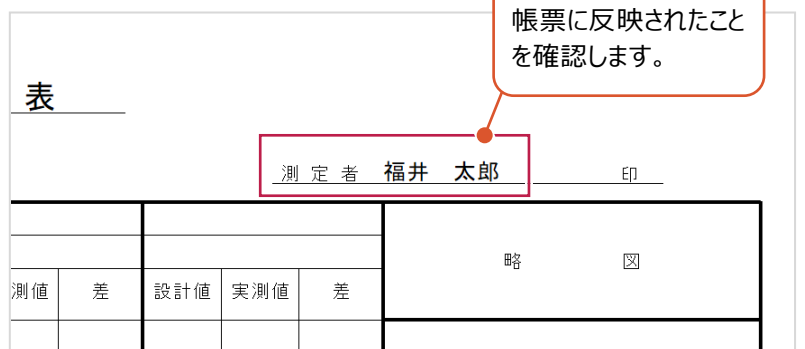 帳票に反映されたこと
を確認します。
表
測 定 者　福井　太郎　　　　印
略　　図
測値　差　設計値　実測値　差